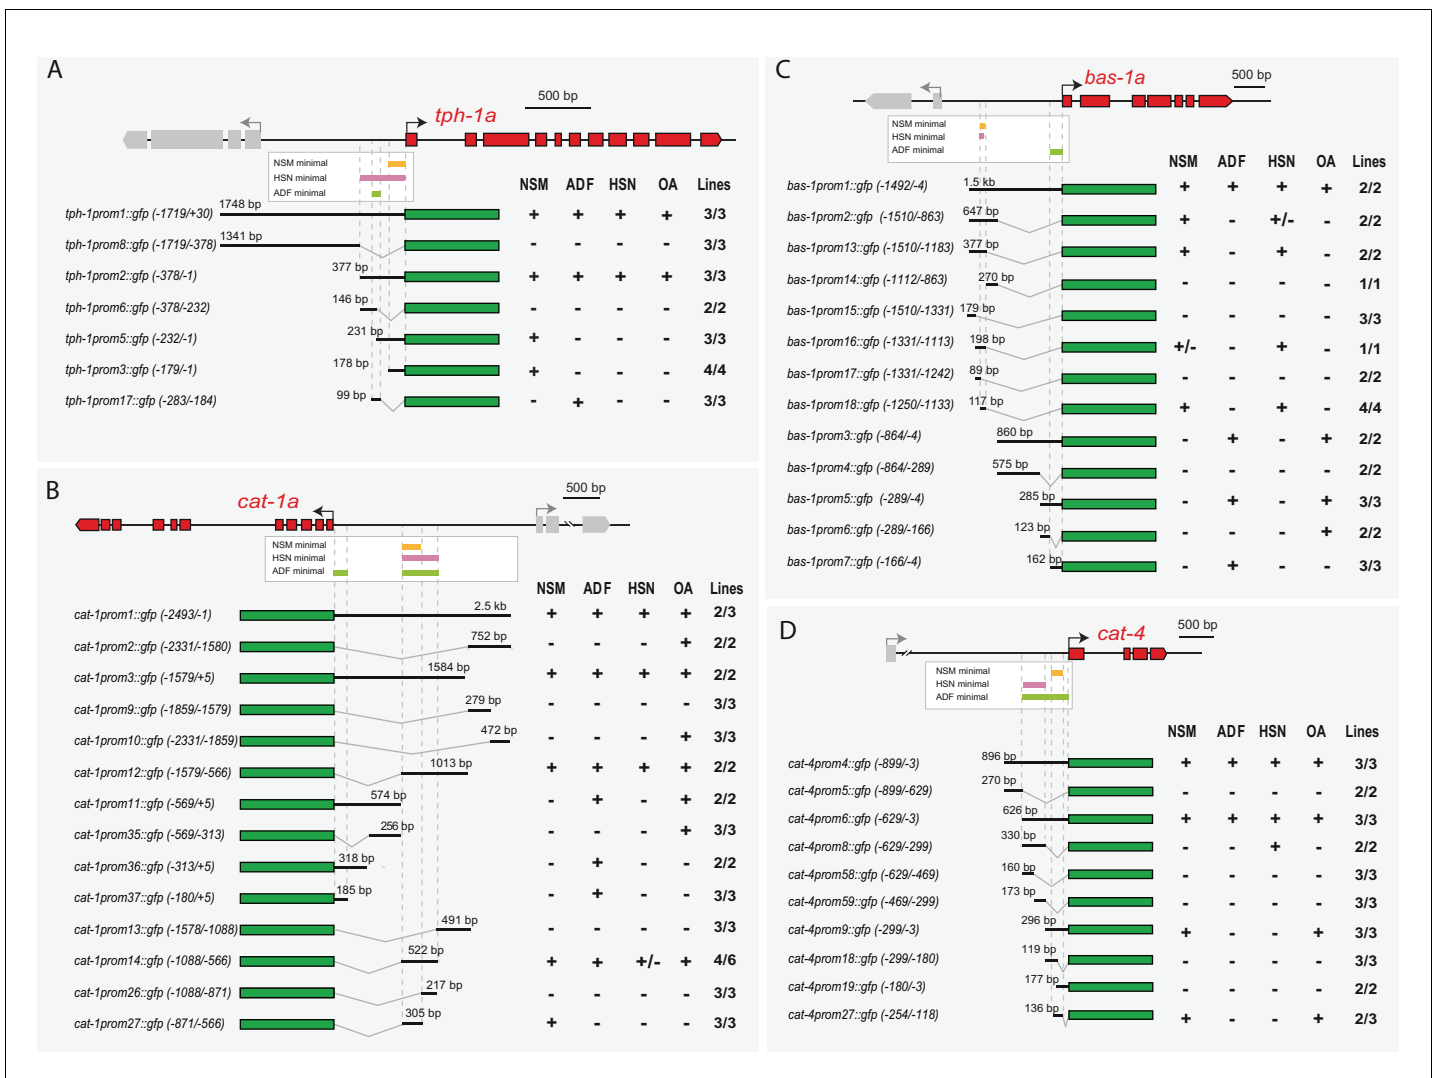 A
500 bp
tph-1a
NSM minimal
HSN minimal
ADF minimal
NSM ADF HSN OA Lines
tph-1prom1::gfp (-1719/+30) 1748 bp + + + + 3/3
tph-1prom8::gfp (-1719/-378) 1341 bp - - - - 3/3
tph-1prom2::gfp (-378/-1) 377 bp + + + + 3/3
tph-1prom6::gfp (-378/-232) 146 bp - - - - 2/2
tph-1prom5::gfp (-232/-1) 231 bp + - - - 3/3
tph-1prom3::gfp (-179/-1) 178 bp + - - - 4/4
tph-1prom17::gfp (-283/-184) 99 bp - + - - 3/3
B
cat-1a
500 bp
NSM minimal
HSN minimal
ADF minimal
NSM ADF HSN OA Lines
cat-1prom1::gfp (-2493/-1) 2.5 kb + + + + 2/3
cat-1prom2::gfp (-2331/-1580) 752 bp - - - + 2/2
cat-1prom3::gfp (-1579/+5) 1584 bp + + + + 2/2
cat-1prom9::gfp (-1859/-1579) 279 bp - - - - 3/3
cat-1prom10::gfp (-2331/-1859) 472 bp - - - + 3/3
cat-1prom12::gfp (-1579/-566) 1013 bp + + + + 2/2
cat-1prom11::gfp (-569/+5) 574 bp - + - + 2/2
cat-1prom35::gfp (-569/-313) 256 bp - - - + 3/3
cat-1prom36::gfp (-313/+5) 318 bp - + - - 2/2
cat-1prom37::gfp (-180/+5) 185 bp - + - - 3/3
cat-1prom13::gfp (-1578/-1088) 491 bp - - - - 3/3
cat-1prom14::gfp (-1088/-566) 522 bp + + +/- + 4/6
cat-1prom26::gfp (-1088/-871) 217 bp - - - - 3/3
cat-1prom27::gfp (-871/-566) 305 bp + - - - 3/3
C
bas-1a
500 bp
NSM minimal
HSN minimal
ADF minimal
NSM ADF HSN OA Lines
bas-1prom1::gfp (-1492/-4) 1.5 kb + + + + 2/2
bas-1prom2::gfp (-1510/-863) 647 bp + - +/- - 2/2
bas-1prom13::gfp (-1510/-1183) 377 bp + - + - 2/2
bas-1prom14::gfp (-1112/-863) 270 bp - - - - 1/1
bas-1prom15::gfp (-1510/-1331) 179 bp - - - - 3/3
bas-1prom16::gfp (-1331/-1113) 198 bp +/- - + - 1/1
bas-1prom17::gfp (-1331/-1242) 89 bp - - - - 2/2
bas-1prom18::gfp (-1250/-1133) 117 bp + - + - 4/4
bas-1prom3::gfp (-864/-4) 860 bp - + - + 2/2
bas-1prom4::gfp (-864/-289) 575 bp - - - - 2/2
bas-1prom5::gfp (-289/-4) 285 bp - + - + 3/3
bas-1prom6::gfp (-289/-166) 123 bp - - - + 2/2
bas-1prom7::gfp (-166/-4) 162 bp - + - - 3/3
D
cat-4
500 bp
NSM minimal
HSN minimal
ADF minimal
NSM ADF HSN OA Lines
cat-4prom4::gfp (-899/-3) 896 bp + + + + 3/3
cat-4prom5::gfp (-899/-629) 270 bp - - - - 2/2
cat-4prom6::gfp (-629/-3) 626 bp + + + + 3/3
cat-4prom8::gfp (-629/-299) 330 bp - - + - 2/2
cat-4prom58::gfp (-629/-469) 160 bp - - - - 3/3
cat-4prom59::gfp (-469/-299) 173 bp - - - - 3/3
cat-4prom9::gfp (-299/-3) 296 bp + - - + 3/3
cat-4prom18::gfp (-299/-180) 119 bp - - - - 3/3
cat-4prom19::gfp (-180/-3) 177 bp - - - - 2/2
cat-4prom27::gfp (-254/-118) 136 bp + - - + 2/3